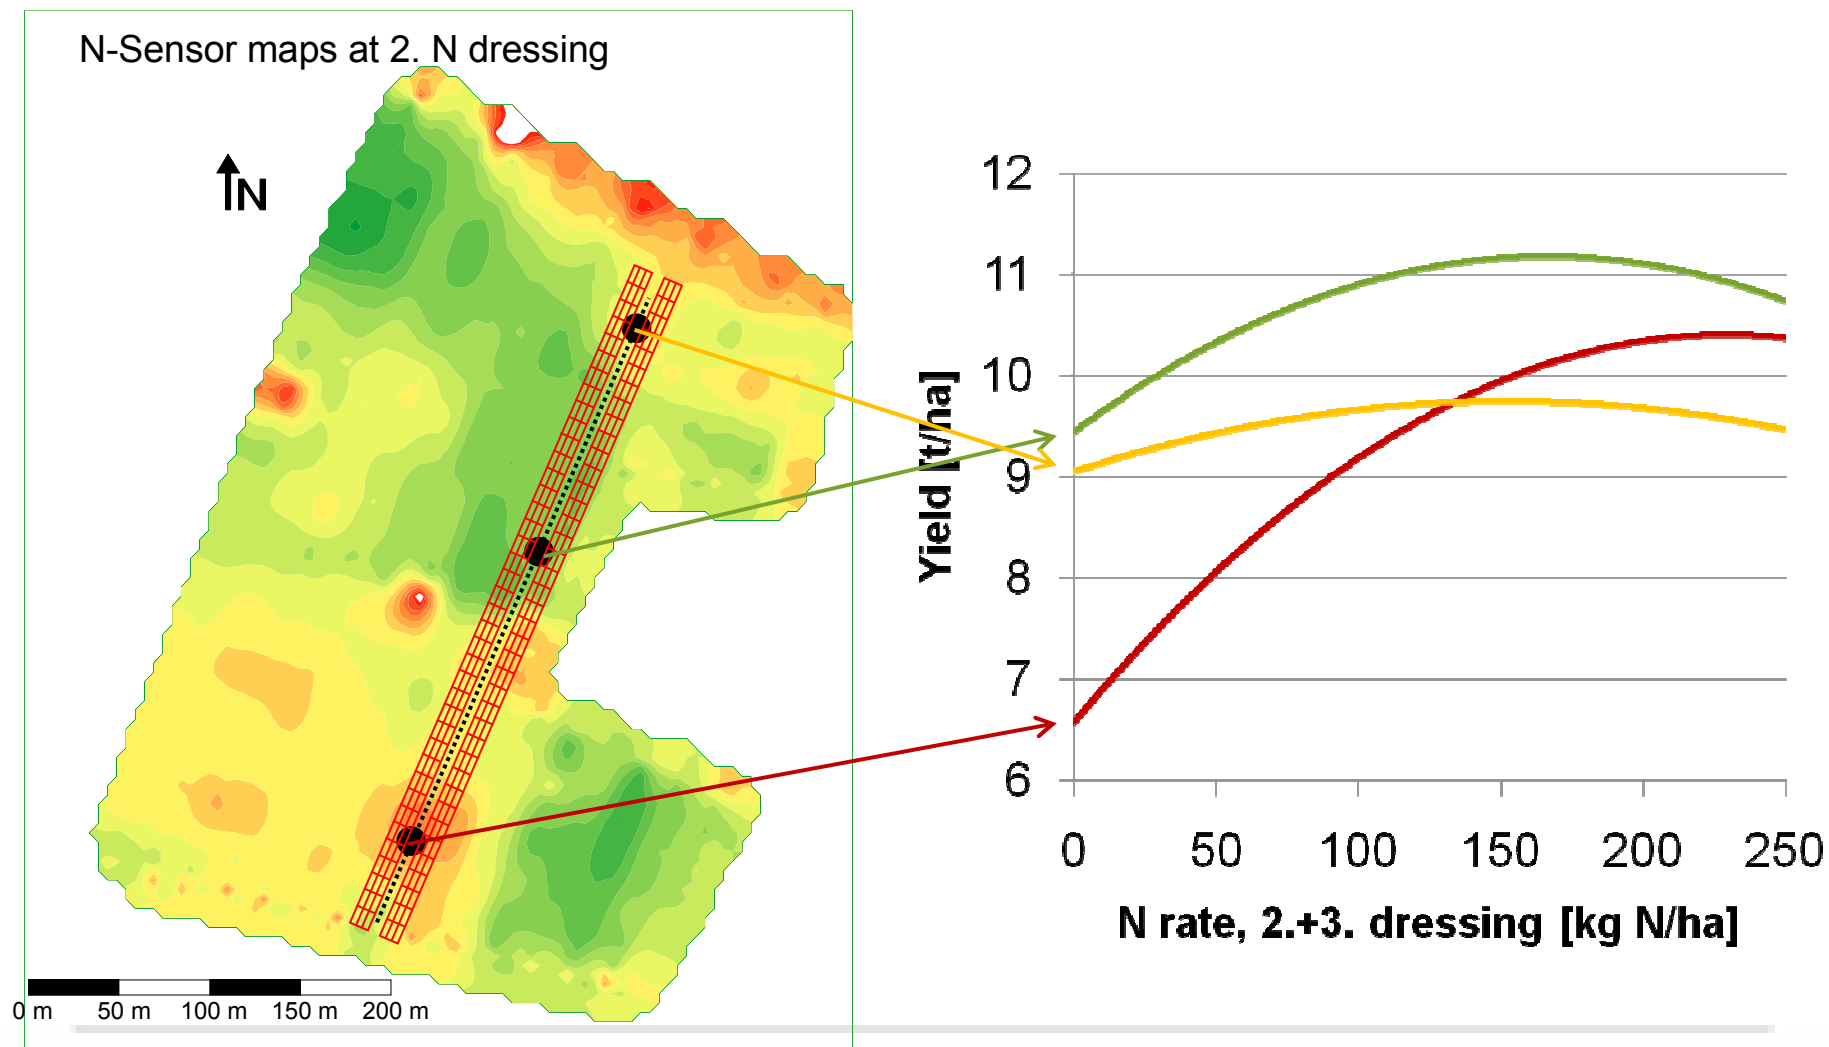 N-Sensor maps at 2. N dressing
N
0 m 50 m 100 m 150 m 200 m
Yield [t/ha]
12
11
10
9
8
7
6
0 50 100 150 200 250
N rate, 2.+3. dressing [kg N/ha]